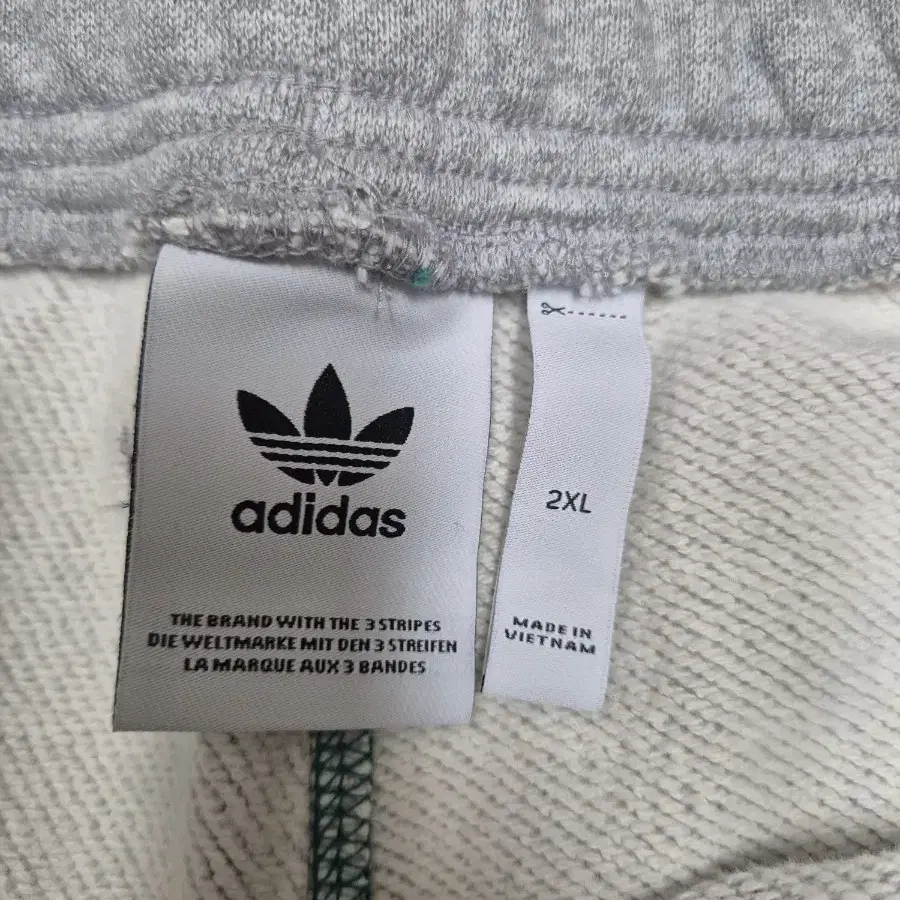 adidas
THE BRAND WITH THE 3 STRIPES
DIE WELTMARKE MIT DEN 3 STREIFEN
LA MARQUE AUX 3 BANDES
2XL
MADE IN
VIETNAM